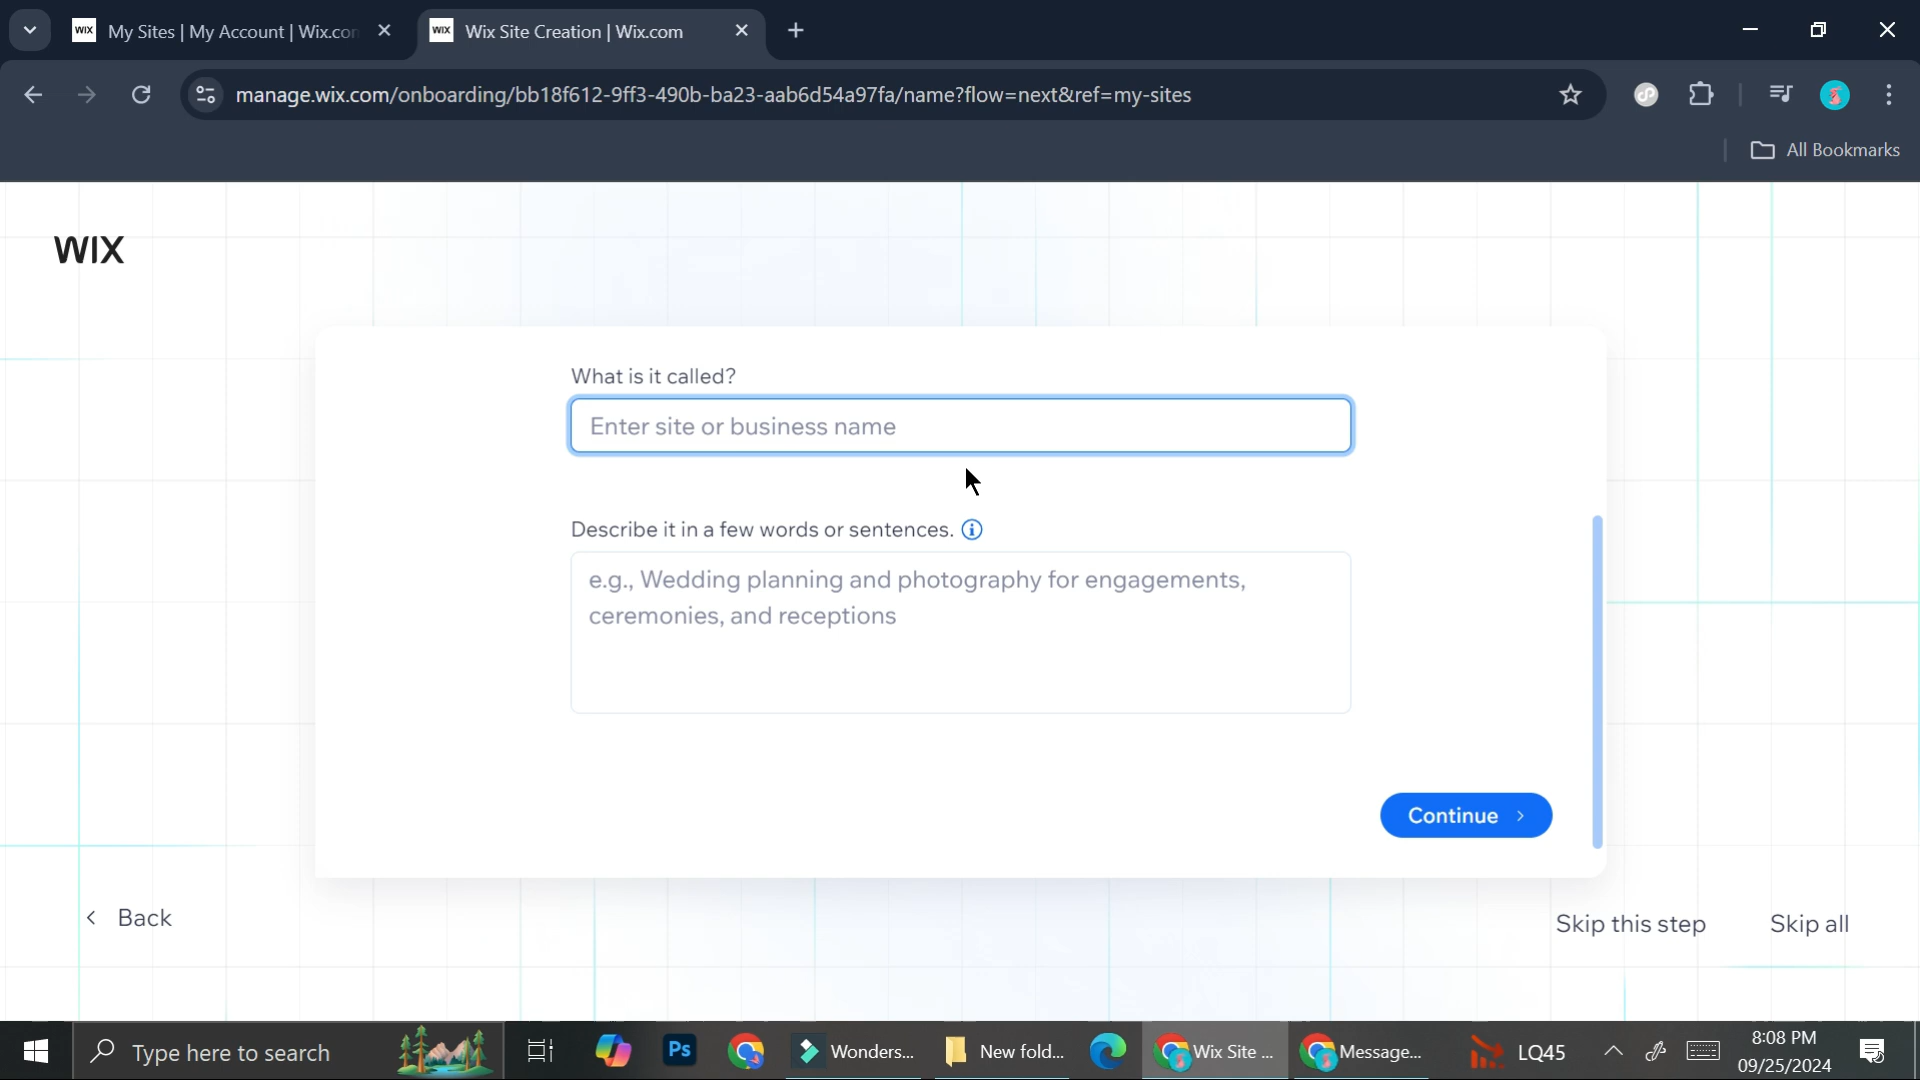 WIX My Sites | My Account | Wix.com
WIX Wix Site Creation | Wix.com
manage.wix.com/onboarding/bb18f612-9ff3-490b-ba23-aab6d54a97fa/name?flow=next&ref=my-sites
All Bookmarks
WIX
What is it called?
Enter site or business name
Describe it in a few words or sentences.
e.g., Wedding planning and photography for engagements,
ceremonies, and receptions
Continue >
< Back
Skip this step
Skip all
Type here to search
Ps
Wonders...
New fold...
Wix Site ...
Message...
LQ45
8:08 PM
09/25/2024